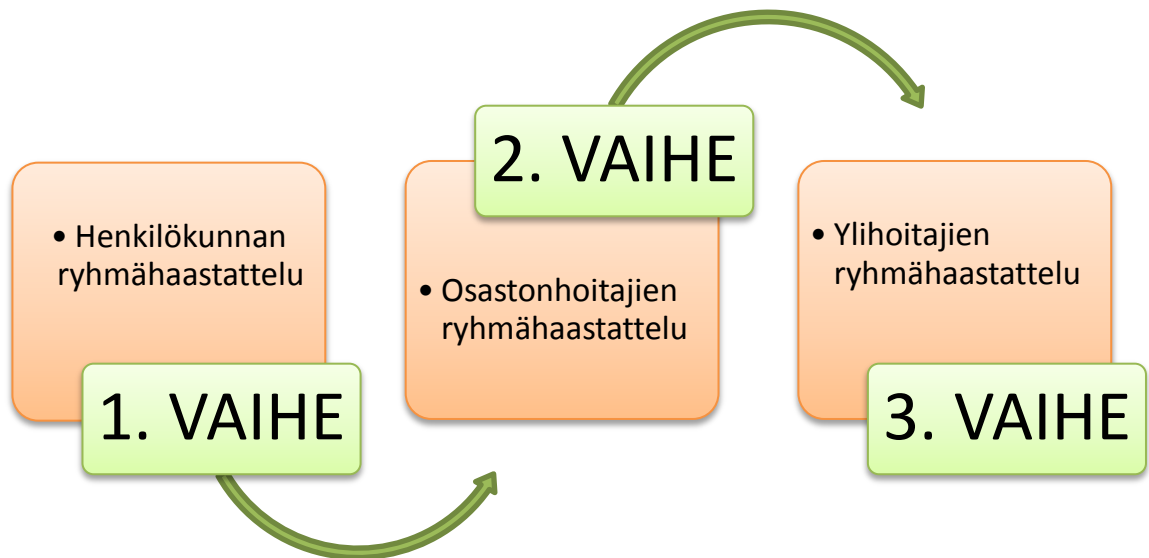 • Henkilökunnan
ryhmähaastattelu
1. VAIHE
2. VAIHE
• Osastonhoitajien
ryhmähaastattelu
• Ylihoitajien
ryhmähaastattelu
3. VAIHE